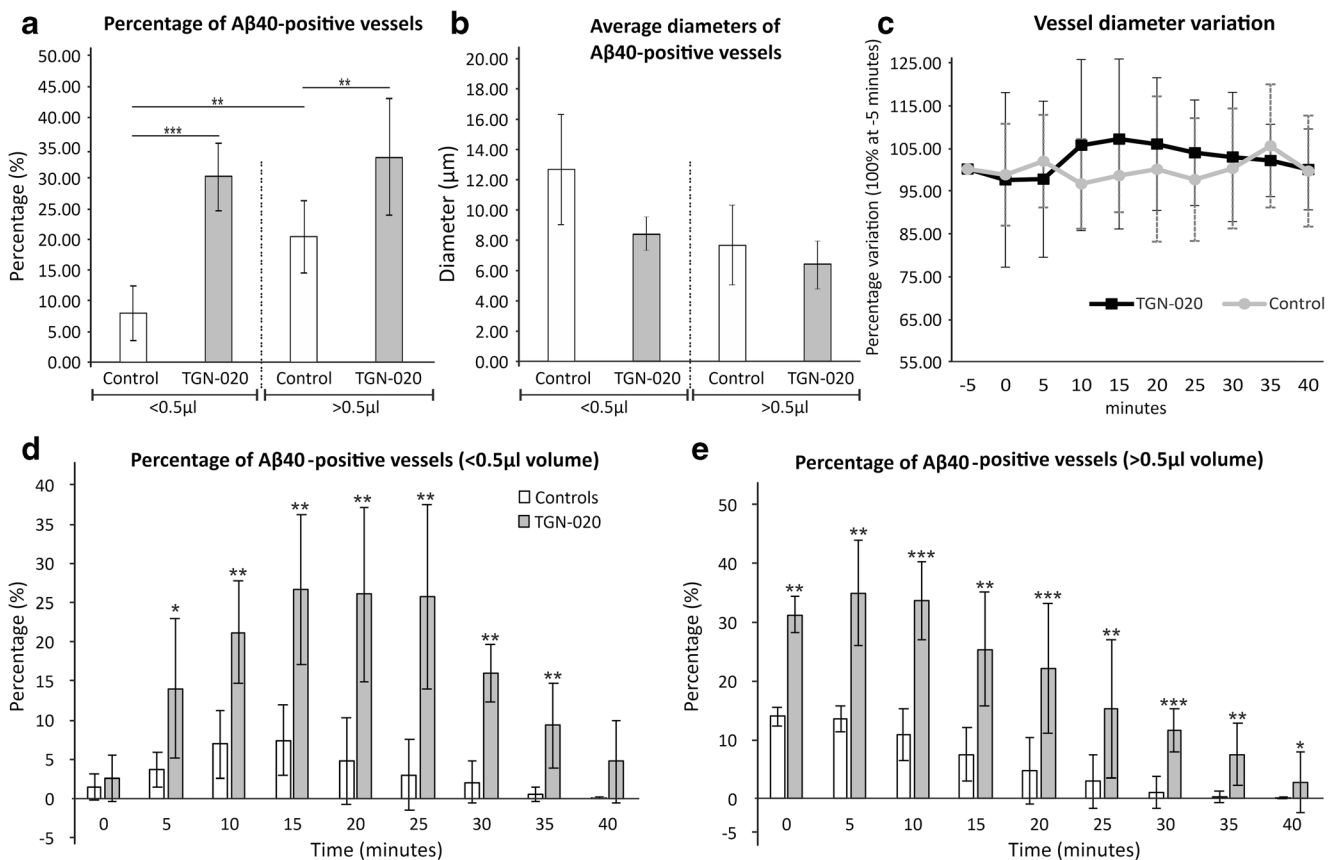 a
Percentage of Aβ40-positive vessels
50.00
45.00
40.00
35.00
30.00
25.00
20.00
15.00
10.00
5.00
0.00
Percentage (%)
**
**
***
Control TGN-020 Control TGN-020
<0.5µl >0.5µl
b
Average diameters of
Aβ40-positive vessels
20.00
18.00
16.00
14.00
12.00
10.00
8.00
6.00
4.00
2.00
0.00
Diameter (µm)
Control TGN-020 Control TGN-020
<0.5µl >0.5µl
c
Vessel diameter variation
125.00
115.00
105.00
95.00
85.00
75.00
65.00
55.00
Percentage variation (100% at -5 minutes)
TGN-020 Control
-5 0 5 10 15 20 25 30 35 40
minutes
d
Percentage of Aβ40 -positive vessels (<0.5µl volume)
40
35
30
25
20
15
10
5
0
-5
Percentage (%)
Controls
TGN-020
* ** ** ** ** ** **
0 5 10 15 20 25 30 35 40
Time (minutes)
e
Percentage of Aβ40 -positive vessels (>0.5µl volume)
50
40
30
20
10
0
-5
Percentage (%)
** ** *** ** *** ** *** ** *
0 5 10 15 20 25 30 35 40
Time (minutes)